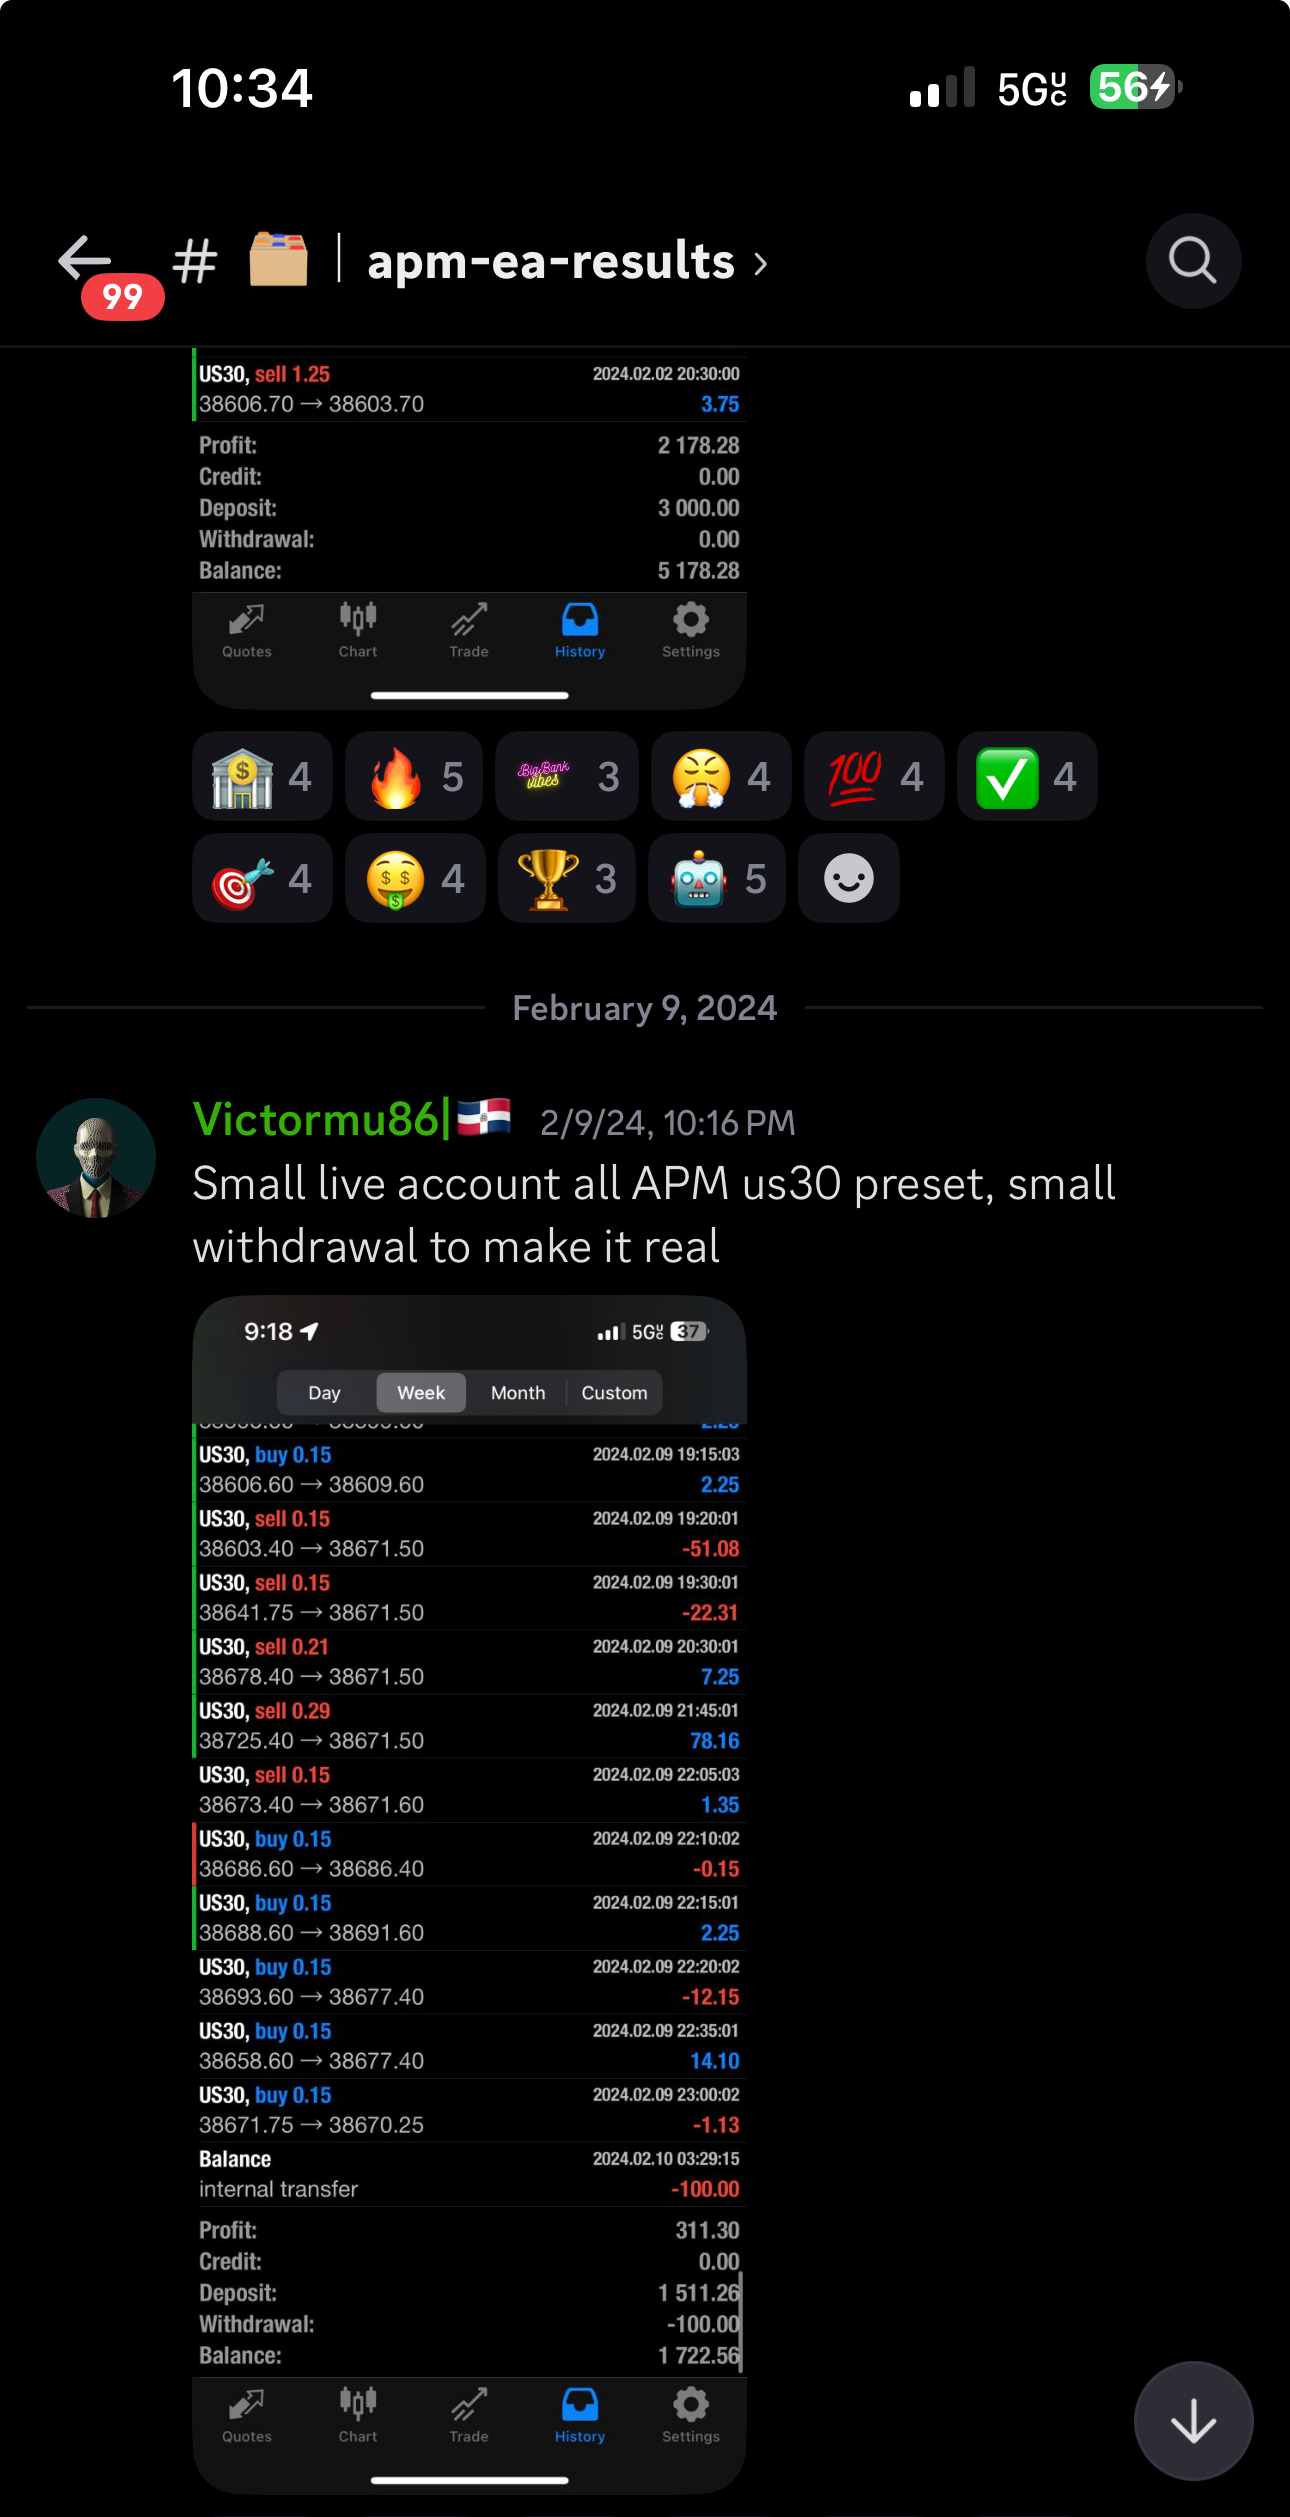 10:34 5GUC 56
99 # | apm-ea-results ›
US30, sell 1.25 2024.02.02 20:30:00
38606.70 → 38603.70 3.75
Profit: 2 178.28
Credit: 0.00
Deposit: 3 000.00
Withdrawal: 0.00
Balance: 5 178.28
Quotes Chart Trade History Settings
4 5 BigBank vibes 3 4 100 4 4
4 4 3 5
February 9, 2024
Victormu86| 2/9/24, 10:16 PM
Small live account all APM us30 preset, small
withdrawal to make it real
9:18 5GUC 37
Day Week Month Custom
US30, buy 0.15 2024.02.09 19:15:03
38606.60 → 38609.60 2.25
US30, sell 0.15 2024.02.09 19:20:01
38603.40 → 38671.50 -51.08
US30, sell 0.15 2024.02.09 19:30:01
38641.75 → 38671.50 -22.31
US30, sell 0.21 2024.02.09 20:30:01
38678.40 → 38671.50 7.25
US30, sell 0.29 2024.02.09 21:45:01
38725.40 → 38671.50 78.16
US30, sell 0.15 2024.02.09 22:05:03
38673.40 → 38671.60 1.35
US30, buy 0.15 2024.02.09 22:10:02
38686.60 → 38686.40 -0.15
US30, buy 0.15 2024.02.09 22:15:01
38688.60 → 38691.60 2.25
US30, buy 0.15 2024.02.09 22:20:02
38693.60 → 38677.40 -12.15
US30, buy 0.15 2024.02.09 22:35:01
38658.60 → 38677.40 14.10
US30, buy 0.15 2024.02.09 23:00:02
38671.75 → 38670.25 -1.13
Balance 2024.02.10 03:29:15
internal transfer -100.00
Profit: 311.30
Credit: 0.00
Deposit: 1 511.26
Withdrawal: -100.00
Balance: 1 722.56
Quotes Chart Trade History Settings